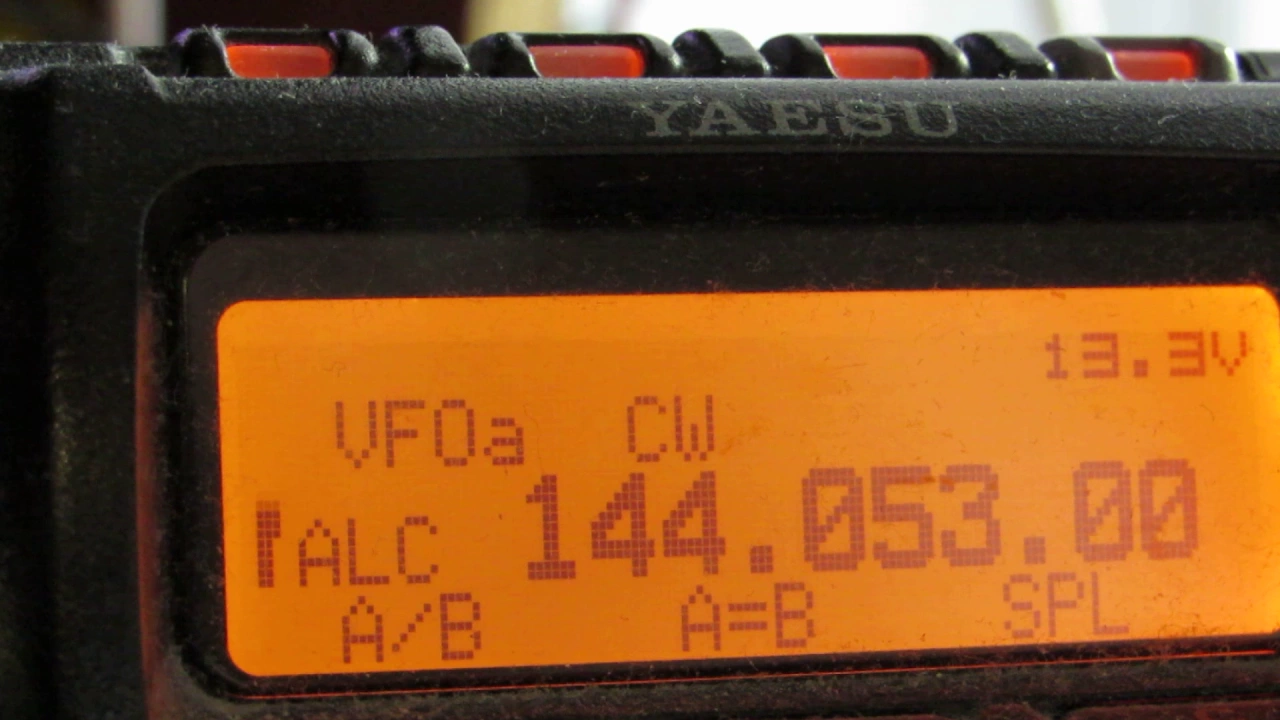 YAESU
13.3V
VFOa CW
ALC 144.053.00
A/B A=B SPL